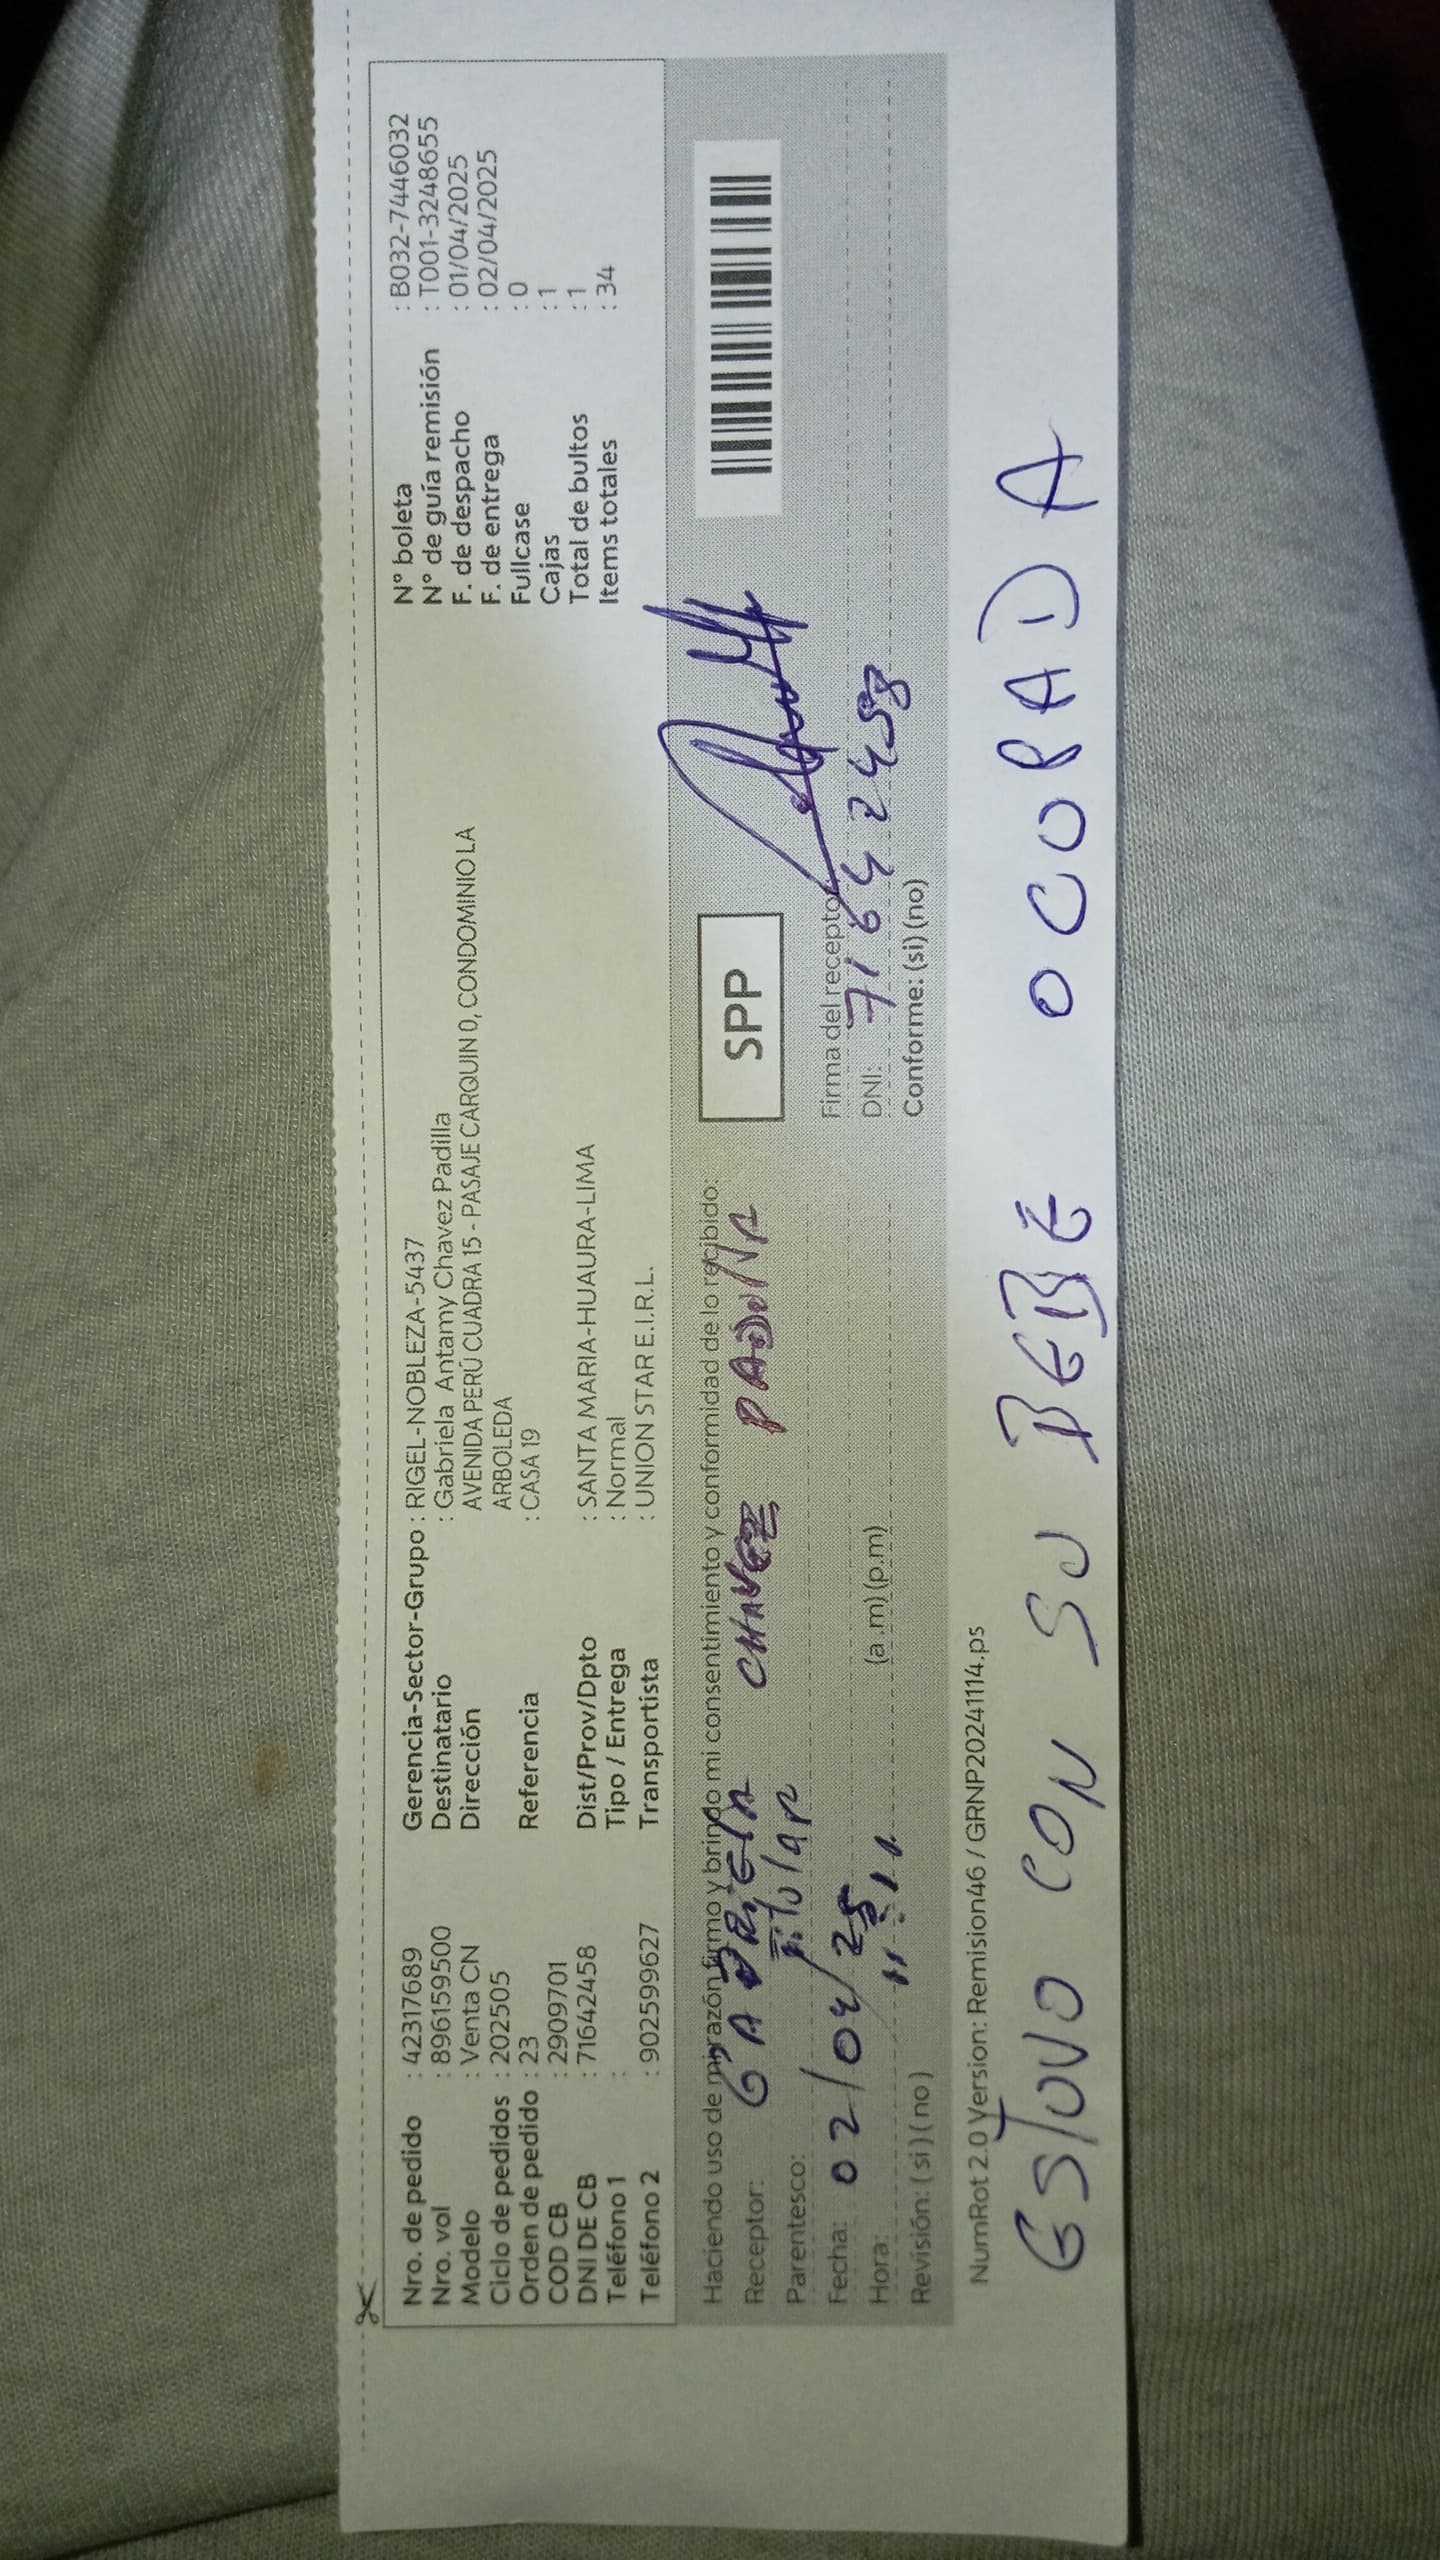 Nro. de pedido : 42317689 Gerencia-Sector-Grupo : RIGEL-NOBLEZA-5437 N° boleta : B032-7446032
Nro. vol : 896159500 Destinatario : Gabriela Antamy Chavez Padilla N° de guía remisión : T001-3248655
Modelo : Venta CN Dirección AVENIDA PERÚ CUADRA 15 - PASAJE CARQUIN 0, CONDOMINIO LA F. de despacho : 01/04/2025
Ciclo de pedidos : 202505 ARBOLEDA F. de entrega : 02/04/2025
Orden de pedido : 23 Referencia : CASA 19 Fullcase : 0
COD CB : 2909701 Cajas : 1
DNI DE CB : 71642458 Dist/Prov/Dpto : SANTA MARIA-HUAURA-LIMA Total de bultos : 1
Teléfono 1 : Tipo / Entrega : Normal Items totales : 34
Teléfono 2 : 902599627 Transportista : UNION STAR E.I.R.L.
Haciendo uso de mi razón firmo y brindo mi consentimiento y conformidad de lo recibido:
Receptor: GABRIELA CHAVEZ PADILLA SPP
Parentesco: Titular
Fecha: 02/04/25 Firma del receptor
Hora: (a.m)(p.m) DNI: 71642458
Revisión: (si)(no) Conforme: (si)(no)
NumRot 2.0 Version: Remision46 / GRNP20241114.ps
ESTUVO CON SU BEBE OCUPADA